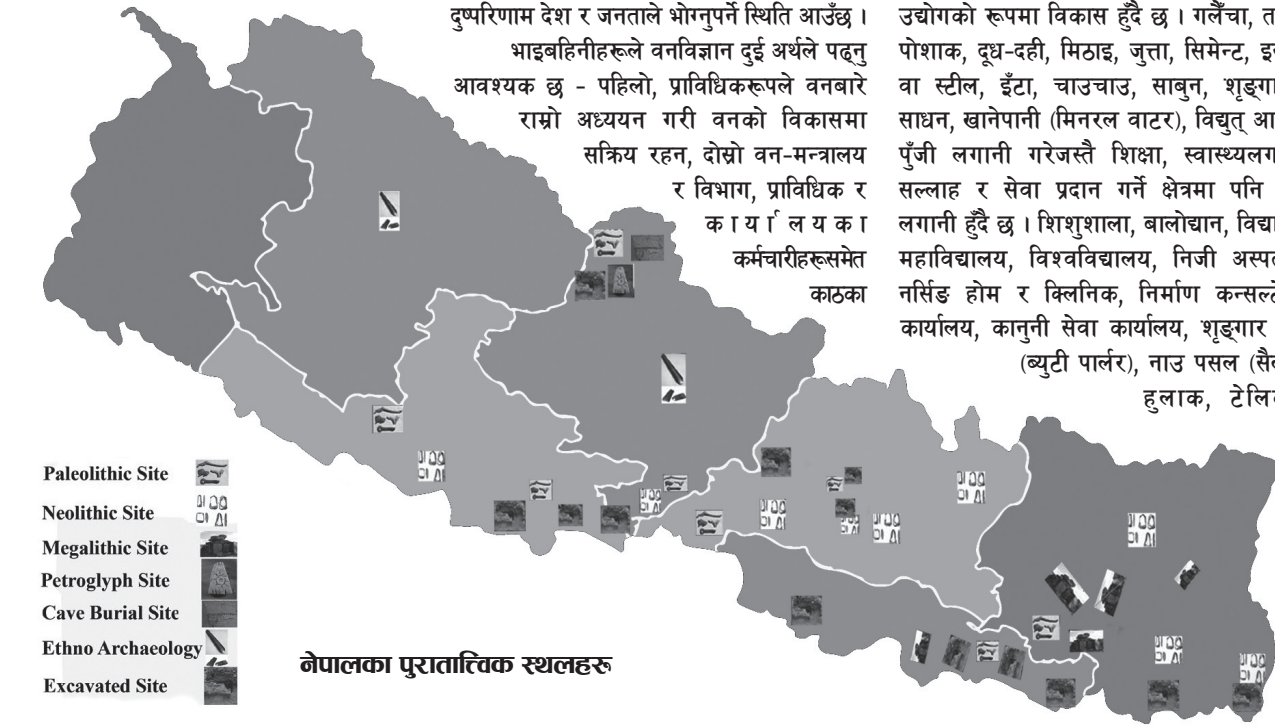 दुष्परिणाम देश र जनताले भोग्नुपर्ने स्थिति आउँछ ।
भाइबहिनीहरूले वनविज्ञान दुई अर्थले पढ्नु
आवश्यक छ - पहिलो, प्राविधिकरूपले वनबारे
राम्रो अध्ययन गरी वनको विकासमा
सक्रिय रहन, दोस्रो वन-मन्त्रालय
र विभाग, प्राविधिक र
कार्यालयका
कर्मचारीहरूसमेत
काठका
उद्योगको रूपमा विकास हुँदै छ । गलैँचा, त
पोशाक, दूध-दही, मिठाइ, जुत्ता, सिमेन्ट, इ
वा स्टील, इँटा, चाउचाउ, साबुन, शृङ्गा
साधन, खानेपानी (मिनरल वाटर), विद्युत् आ
पुँजी लगानी गरेजस्तै शिक्षा, स्वास्थ्यलग
सल्लाह र सेवा प्रदान गर्ने क्षेत्रमा पनि
लगानी हुँदै छ । शिशुशाला, बालोद्यान, विद्या
महाविद्यालय, विश्वविद्यालय, निजी अस्प
नर्सिङ होम र क्लिनिक, निर्माण कन्सल्ट
कार्यालय, कानुनी सेवा कार्यालय, शृङ्गार
(ब्युटी पार्लर), नाउ पसल (सै
हुलाक, टेलि
Paleolithic Site
Neolithic Site
Megalithic Site
Petroglyph Site
Cave Burial Site
Ethno Archaeology
Excavated Site
नेपालका पुरातात्त्विक स्थलहरू